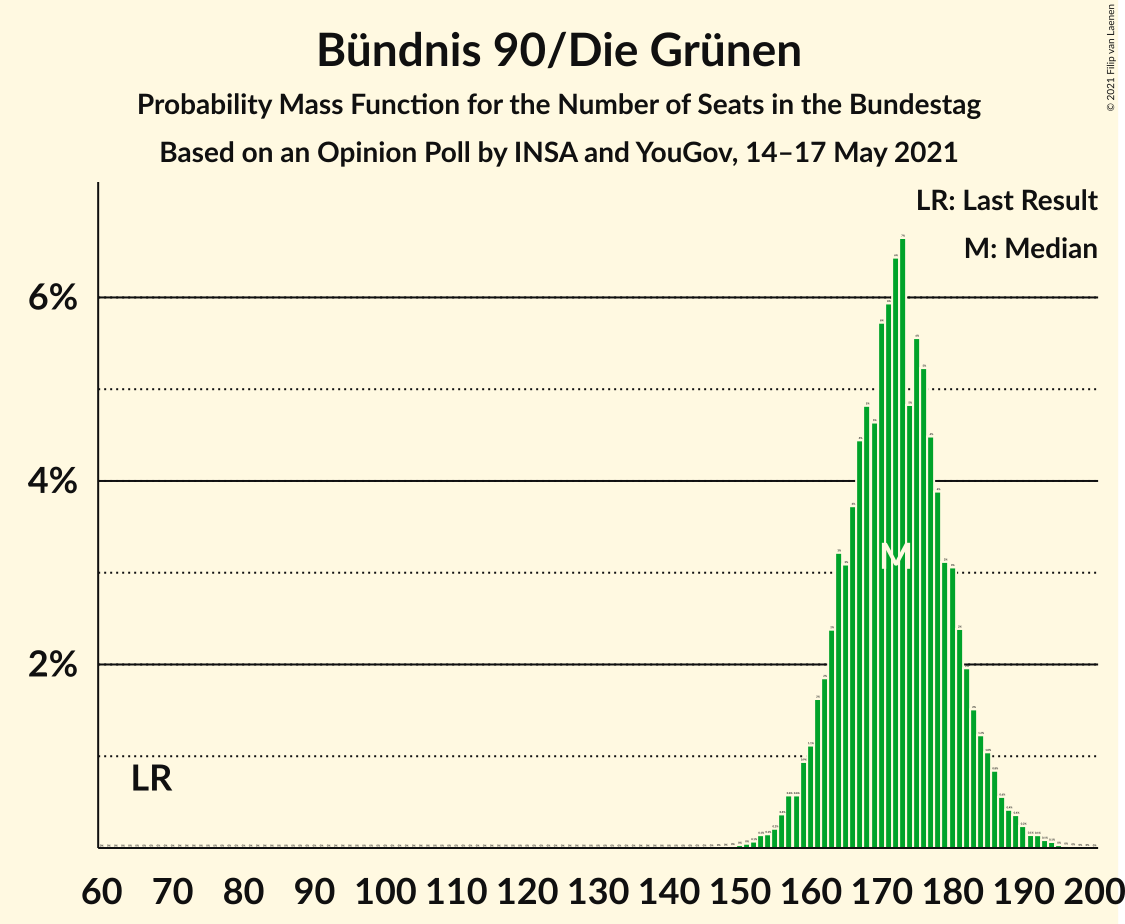 Bündnis 90/Die Grünen
Probability Mass Function for the Number of Seats in the Bundestag
Based on an Opinion Poll by INSA and YouGov, 14–17 May 2021
© 2021 Filip van Laenen
LR: Last Result
M: Median
6%
4%
2%
M
LR
60 70 80 90 100 110 120 130 140 150 160 170 180 190 200